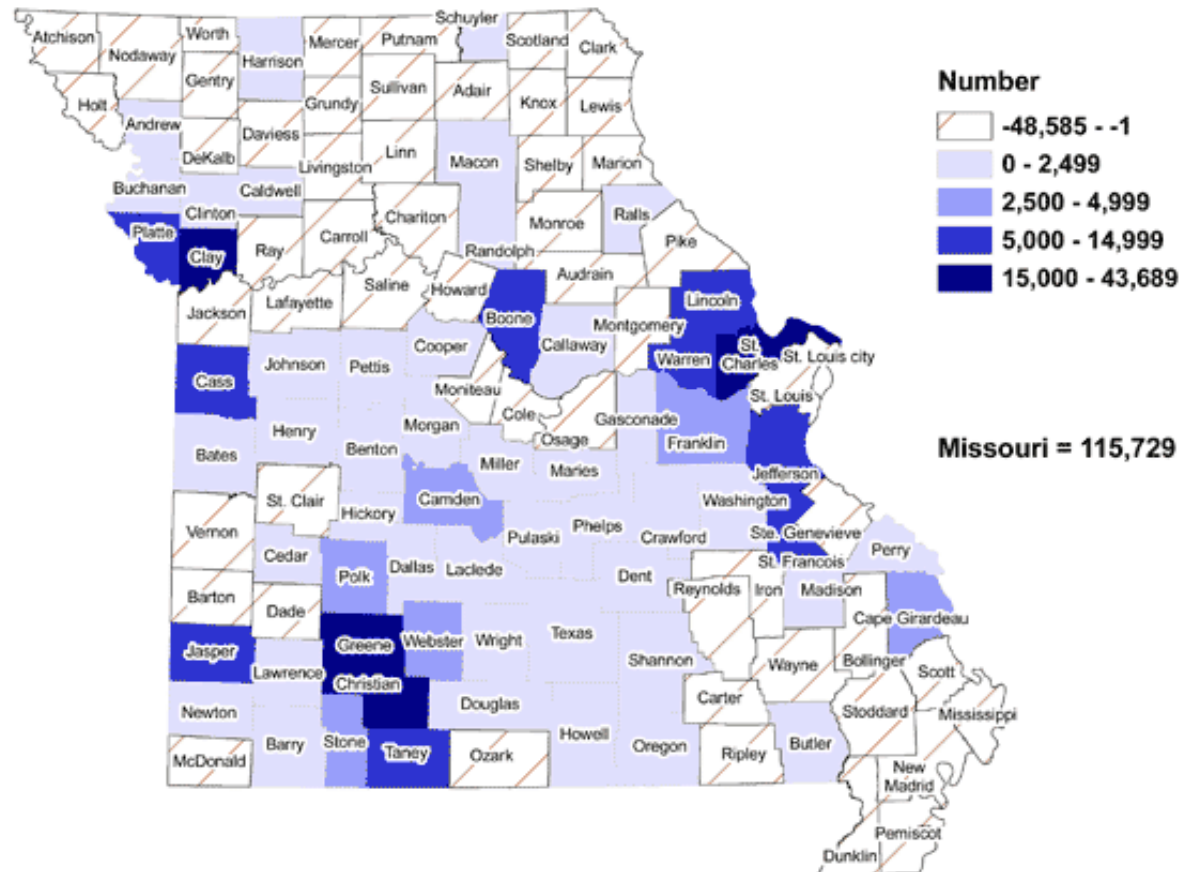 Schuyler
Atchison
Nodaway
Worth
Harrison
Mercer
Putnam
Scotland
Clark
Gentry
Holt
Grundy
Sullivan
Adair
Knox
Lewis
Andrew
DeKalb
Daviess
Livingston
Linn
Macon
Shelby
Marion
Buchanan
Clinton
Caldwell
Chariton
Monroe
Ralls
Platte
Clay
Ray
Carroll
Randolph
Audrain
Pike
Jackson
Lafayette
Saline
Howard
Boone
Callaway
Montgomery
Lincoln
Cooper
Warren
St.
Charles
St. Louis city
St. Louis
Cass
Johnson
Pettis
Moniteau
Cole
Osage
Gasconade
Franklin
Jefferson
Bates
Henry
Benton
Morgan
Miller
Maries
Camden
Washington
Ste. Genevieve
St. Francois
Perry
Vernon
St. Clair
Hickory
Pulaski
Phelps
Crawford
Cedar
Polk
Dallas
Laclede
Dent
Reynolds
Iron
Madison
Cape Girardeau
Barton
Dade
Jasper
Greene
Webster
Wright
Texas
Shannon
Wayne
Bollinger
Scott
Lawrence
Christian
Carter
Stoddard
Mississippi
Newton
Douglas
Howell
Oregon
Butler
Ripley
Barry
Stone
Taney
Ozark
McDonald
New
Madrid
Pemiscot
Dunklin
Number
-48,585 - -1
0 - 2,499
2,500 - 4,999
5,000 - 14,999
15,000 - 43,689
Missouri = 115,729